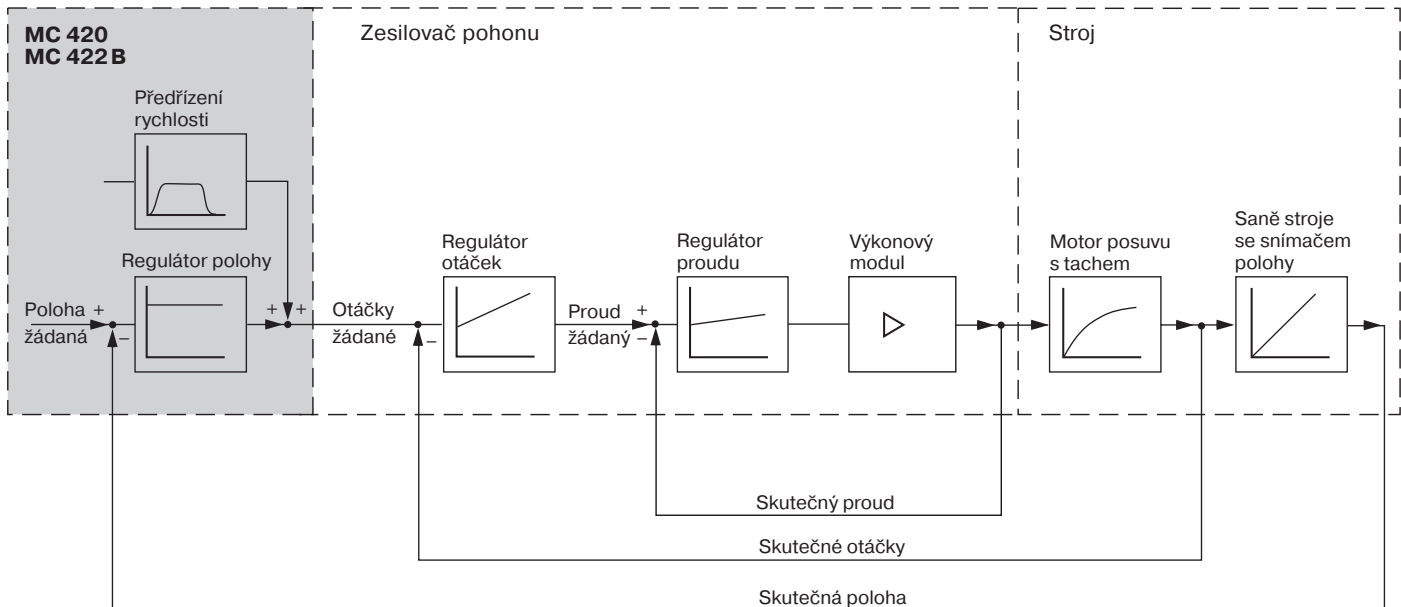 MC 420
MC 422 B
Zesilovač pohonu
Stroj
Předřízení
rychlosti
Regulátor polohy
Regulátor
otáček
Regulátor
proudu
Výkonový
modul
Motor posuvu
s tachem
Saně stroje
se snímačem
polohy
Poloha +
žádaná –
+ +
Otáčky
žádané –
Proud +
žádaný –
Skutečný proud
Skutečné otáčky
Skutečná poloha